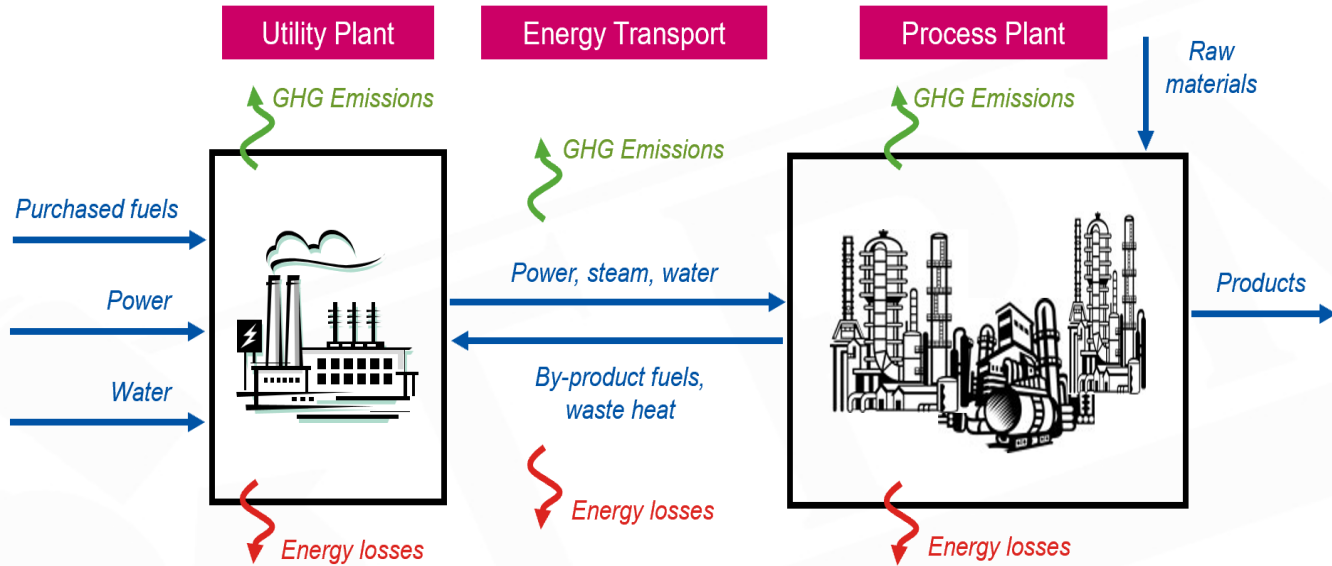 Utility Plant
Energy Transport
Process Plant
GHG Emissions
GHG Emissions
GHG Emissions
Raw
materials
Purchased fuels
Power
Water
Power, steam, water
By-product fuels,
waste heat
Products
Energy losses
Energy losses
Energy losses